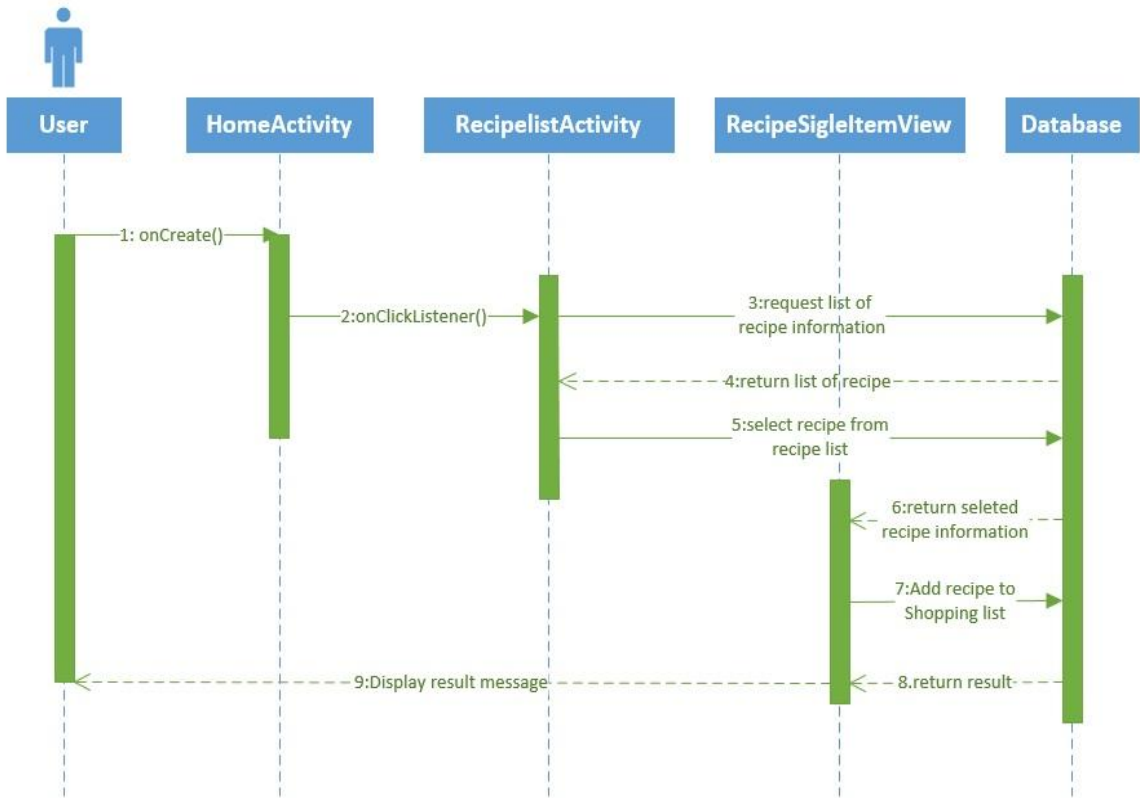 User
HomeActivity
RecipelistActivity
RecipeSigleItemView
Database
1: onCreate()
2:onClickListener()
3:request list of
recipe information
4:return list of recipe
5:select recipe from
recipe list
6:return seleted
recipe information
7:Add recipe to
Shopping list
8.return result
9:Display result message